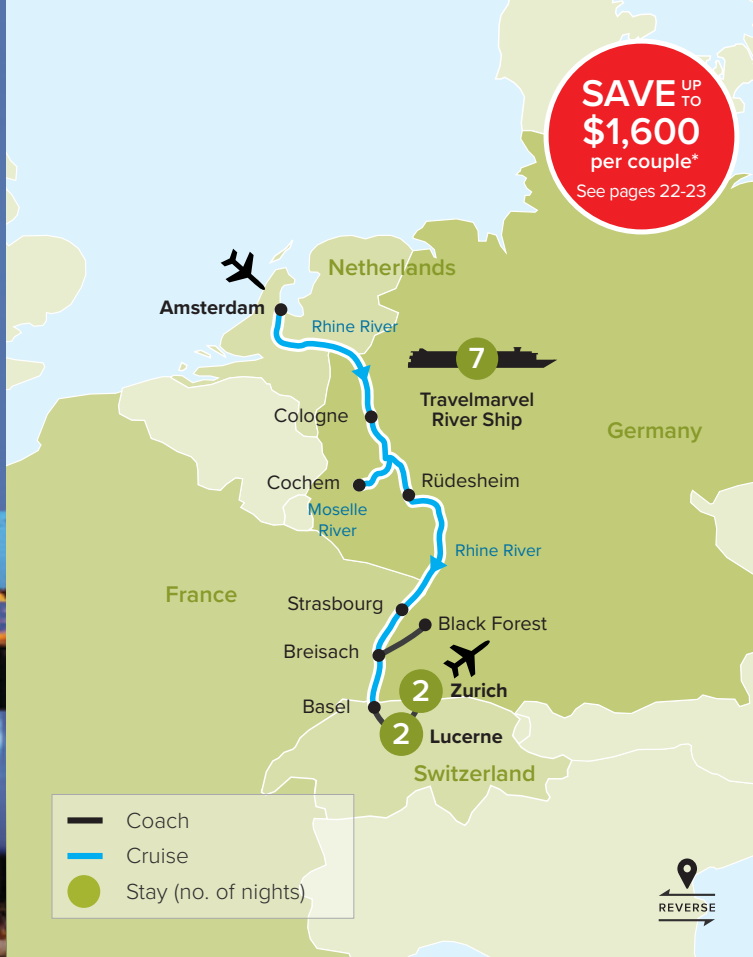 SAVE UP TO
$1,600
per couple*
See pages 22-23
Netherlands
Amsterdam
Rhine River
7
Travelmarvel
River Ship
Cologne
Germany
Cochem
Rüdesheim
Moselle
River
Rhine River
France
Strasbourg
Black Forest
Breisach
2 Zurich
Basel
2 Lucerne
Switzerland
Coach
Cruise
Stay (no. of nights)
REVERSE